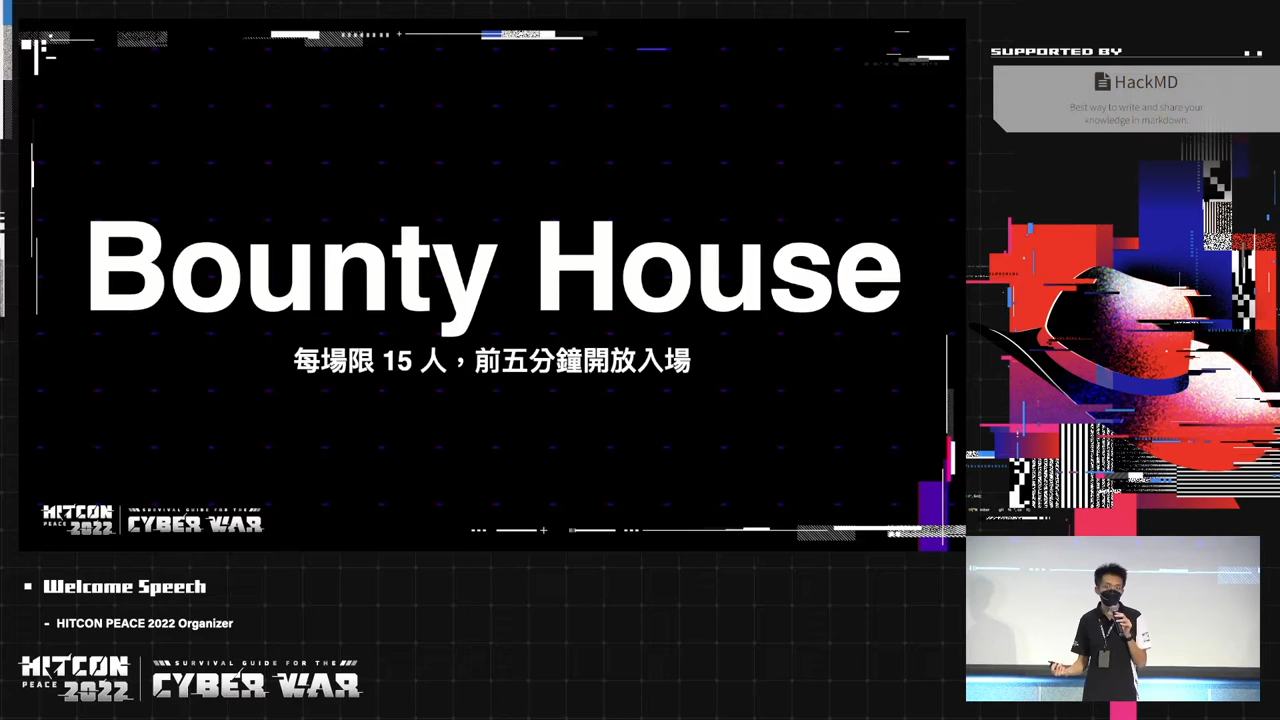 SUPPORTED BY
HackMD
Best way to write and share your
knowledge in markdown.
Bounty House
每場限 15 人，前五分鐘開放入場
HITCON
PEACE 2022
SURVIVAL GUIDE FOR THE
CYBER WAR
Welcome Speech
- HITCON PEACE 2022 Organizer
HITCON
PEACE 2022
SURVIVAL GUIDE FOR THE
CYBER WAR